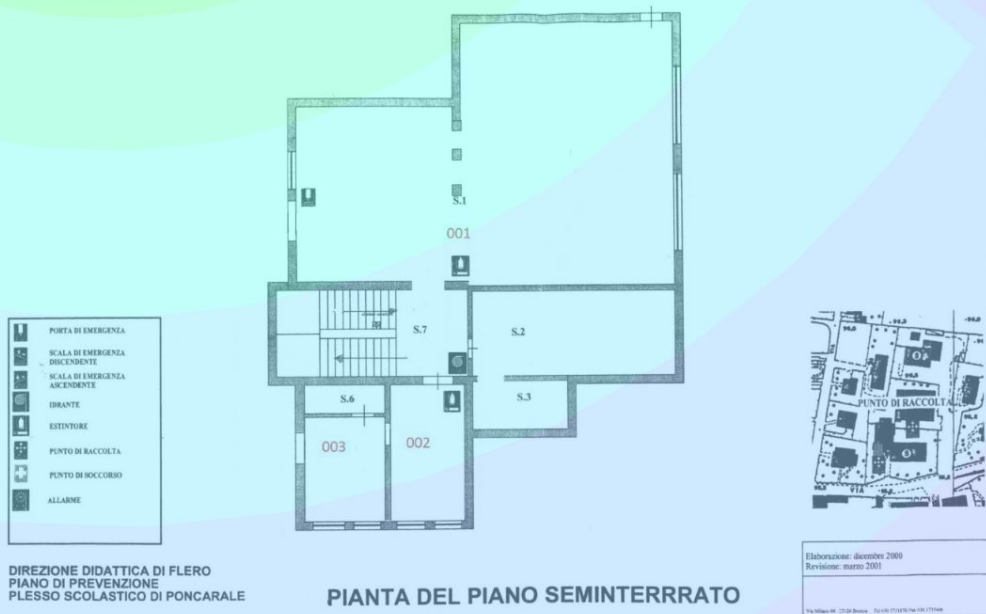 S.1
001
S.7
S.2
S.6
S.3
003
002
PORTA DI EMERGENZA
SCALA DI EMERGENZA
DISCENDENTE
SCALA DI EMERGENZA
ASCENDENTE
IDRANTE
ESTINTORE
PUNTO DI RACCOLTA
PUNTO DI SOCCORSO
ALLARME
PUNTO DI RACCOLTA
VIA
DIREZIONE DIDATTICA DI FLERO
PIANO DI PREVENZIONE
PLESSO SCOLASTICO DI PONCARALE
PIANTA DEL PIANO SEMINTERRRATO
Elaborazione: dicembre 2000
Revisione: marzo 2001